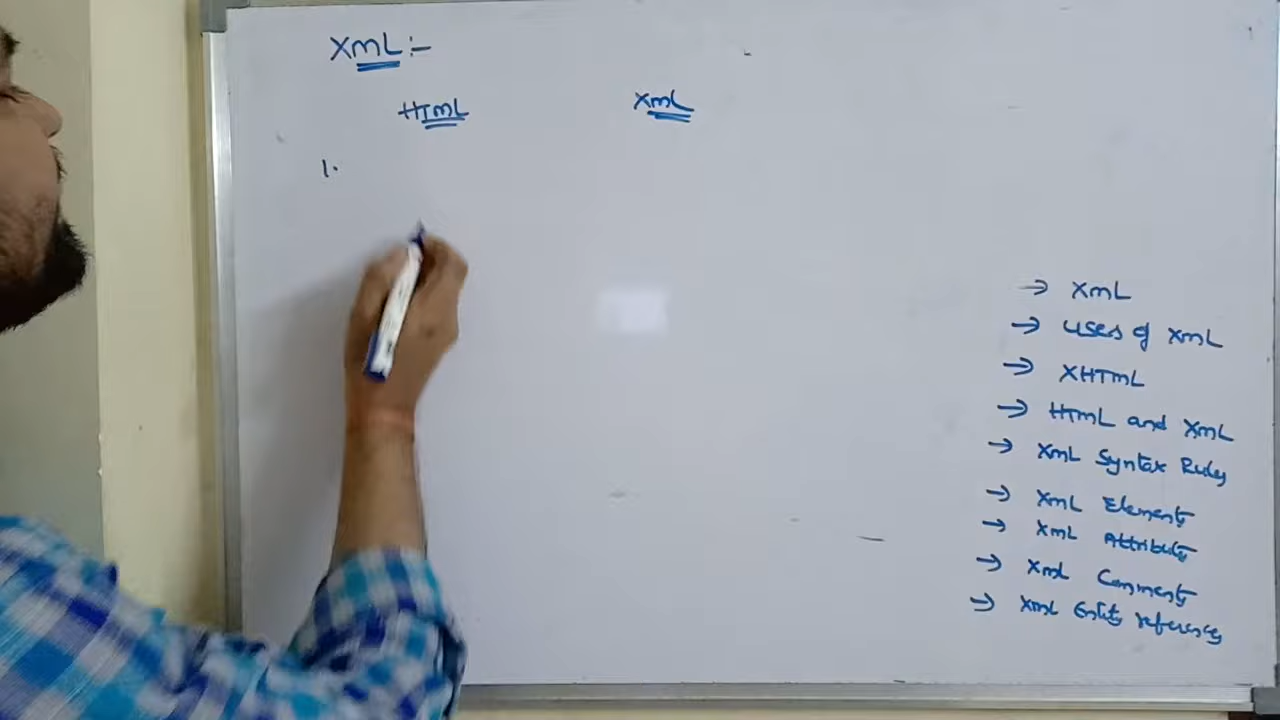 XML:-
HTML XML
1.
→ XML
→ uses of XML
→ XHTML
→ HTML and XML
→ XML Syntax Rules
→ XML Elements
→ XML Attributes
→ XML Comments
→ XML Entity references